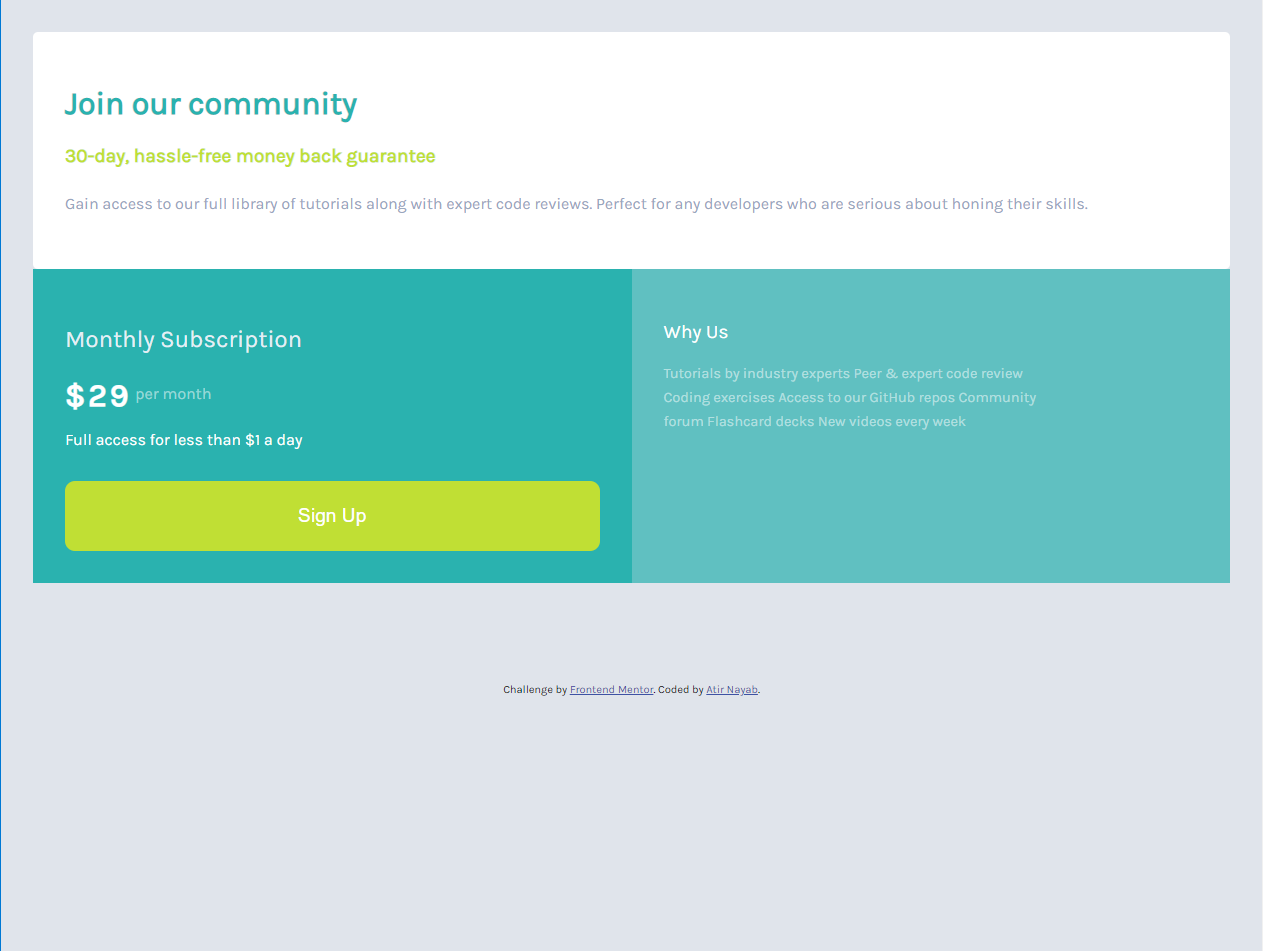 Join our community
30-day, hassle-free money back guarantee
Gain access to our full library of tutorials along with expert code reviews. Perfect for any developers who are serious about honing their skills.
Monthly Subscription
$29 per month
Full access for less than $1 a day
Sign Up
Why Us
Tutorials by industry experts Peer & expert code review
Coding exercises Access to our GitHub repos Community
forum Flashcard decks New videos every week
Challenge by Frontend Mentor. Coded by Atir Nayab.